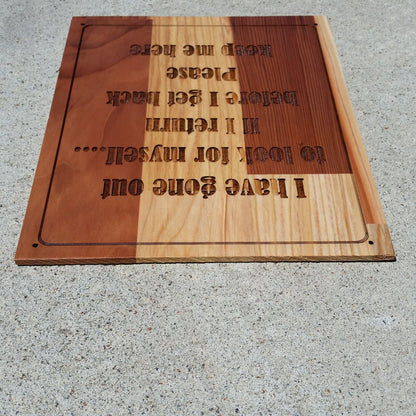 I have gone out
to look for myself.....
if I return
before I get back
Please
keep me here